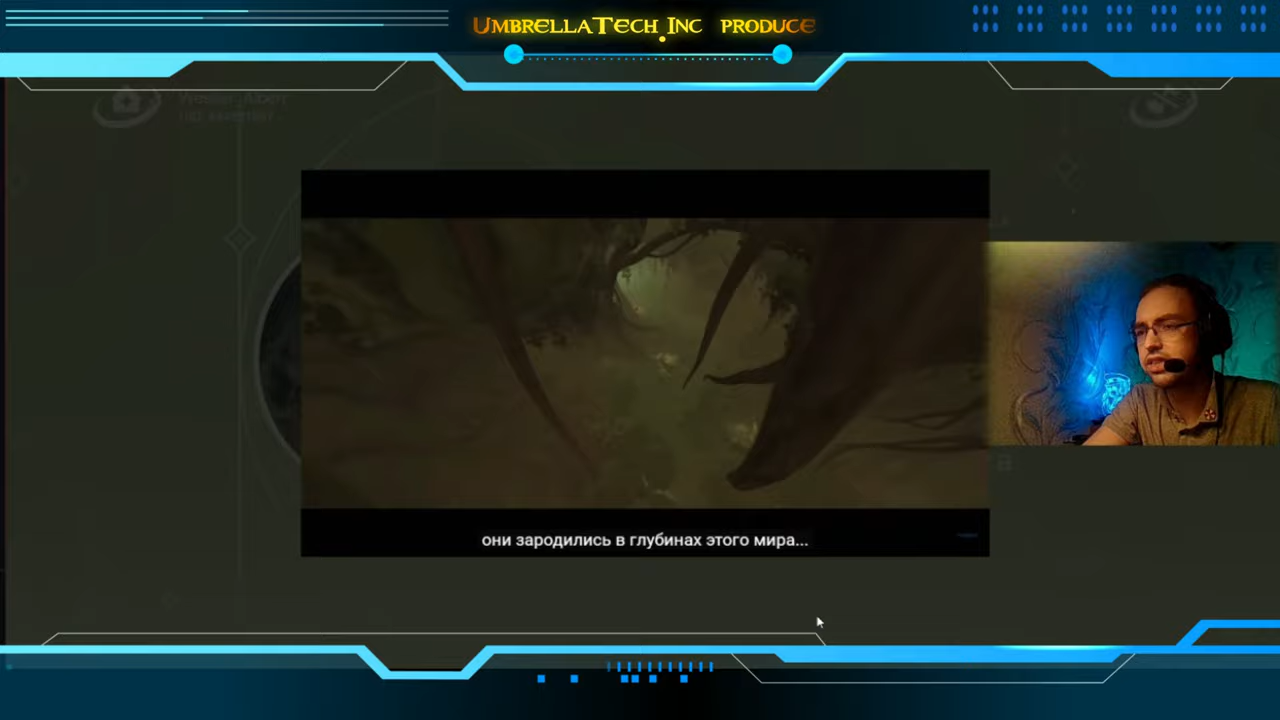 UmbrellaTech.Inc produce
они зародились в глубинах этого мира...